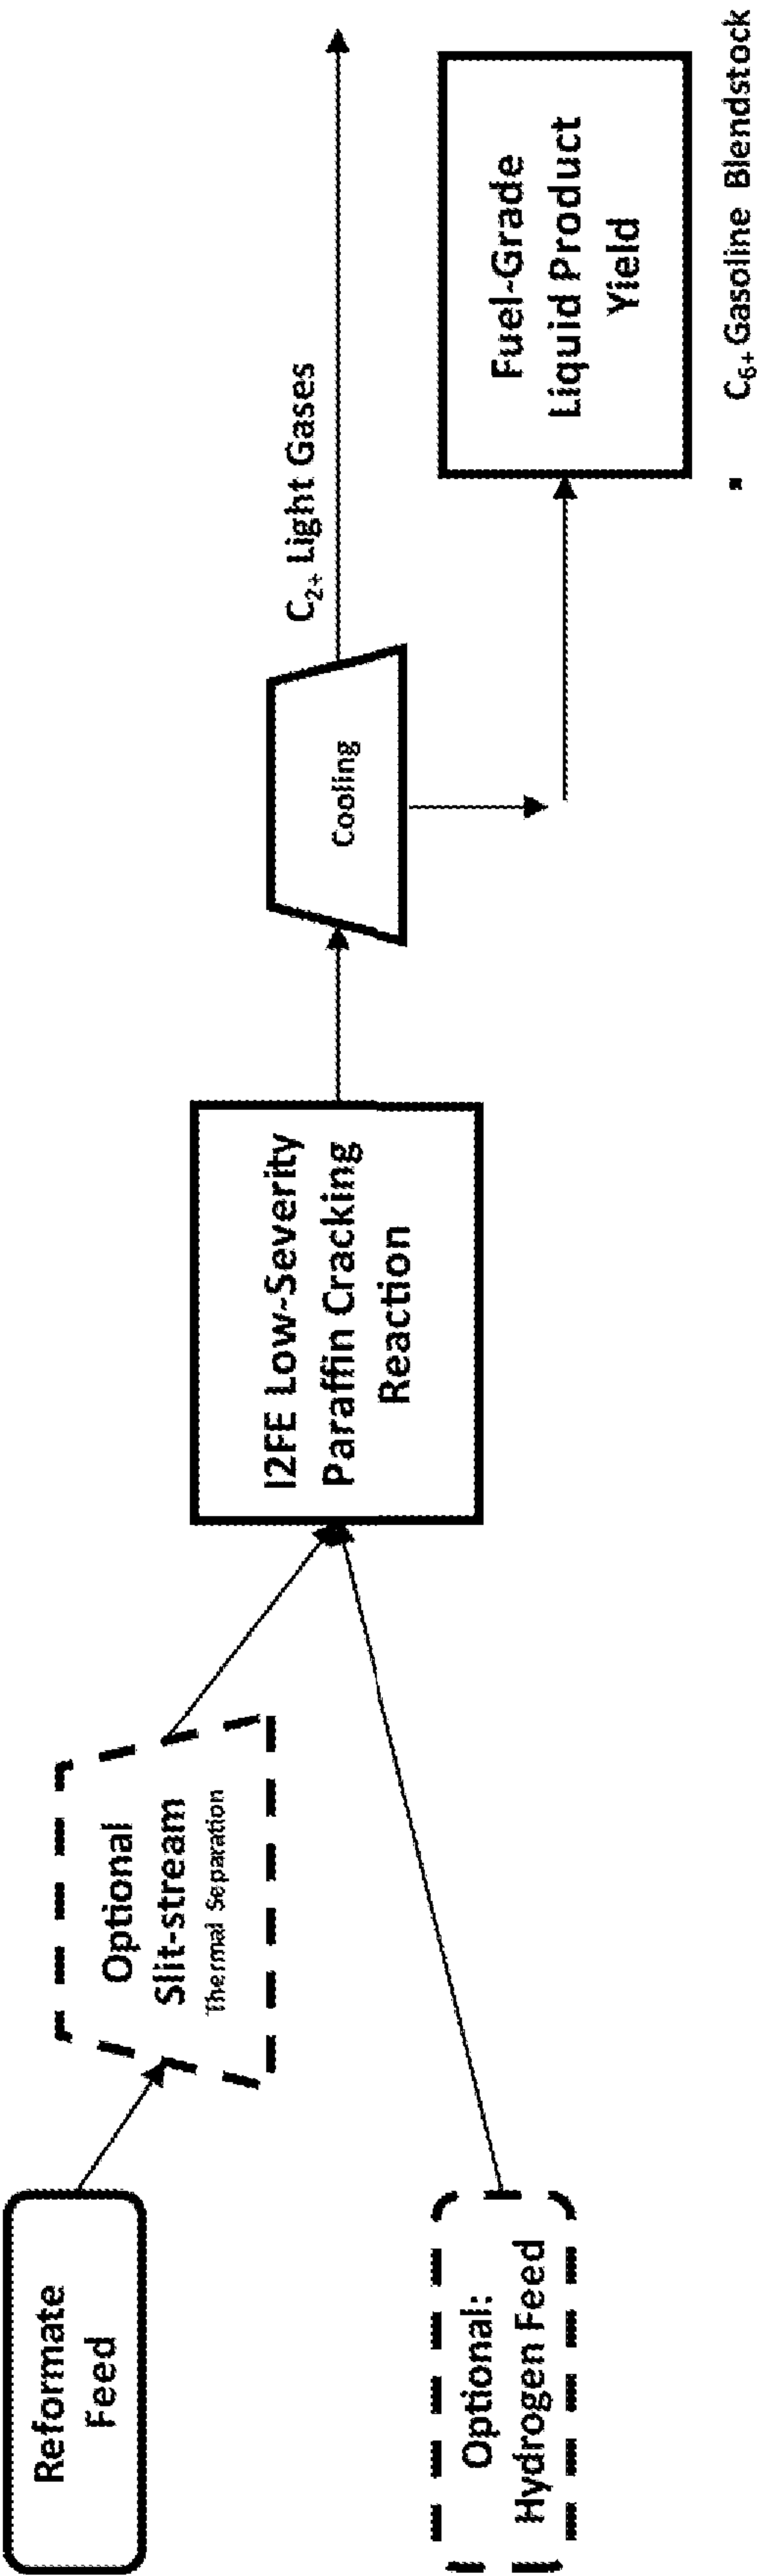 Reformate
Feed
Optional
Slit-stream
Thermal Separation
Optional:
Hydrogen Feed
I2FE Low-Severity
Paraffin Cracking
Reaction
Cooling
C2+ Light Gases
Fuel-Grade
Liquid Product
Yield
▪ C6+ Gasoline Blendstock